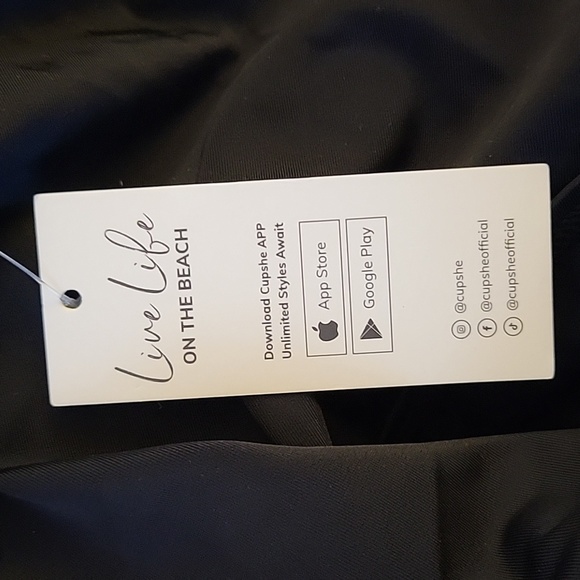 Live Life
ON THE BEACH
Download Cupshe APP
Unlimited Styles Await
App Store
Google Play
@cupshe
@cupsheofficial
@cupsheofficial